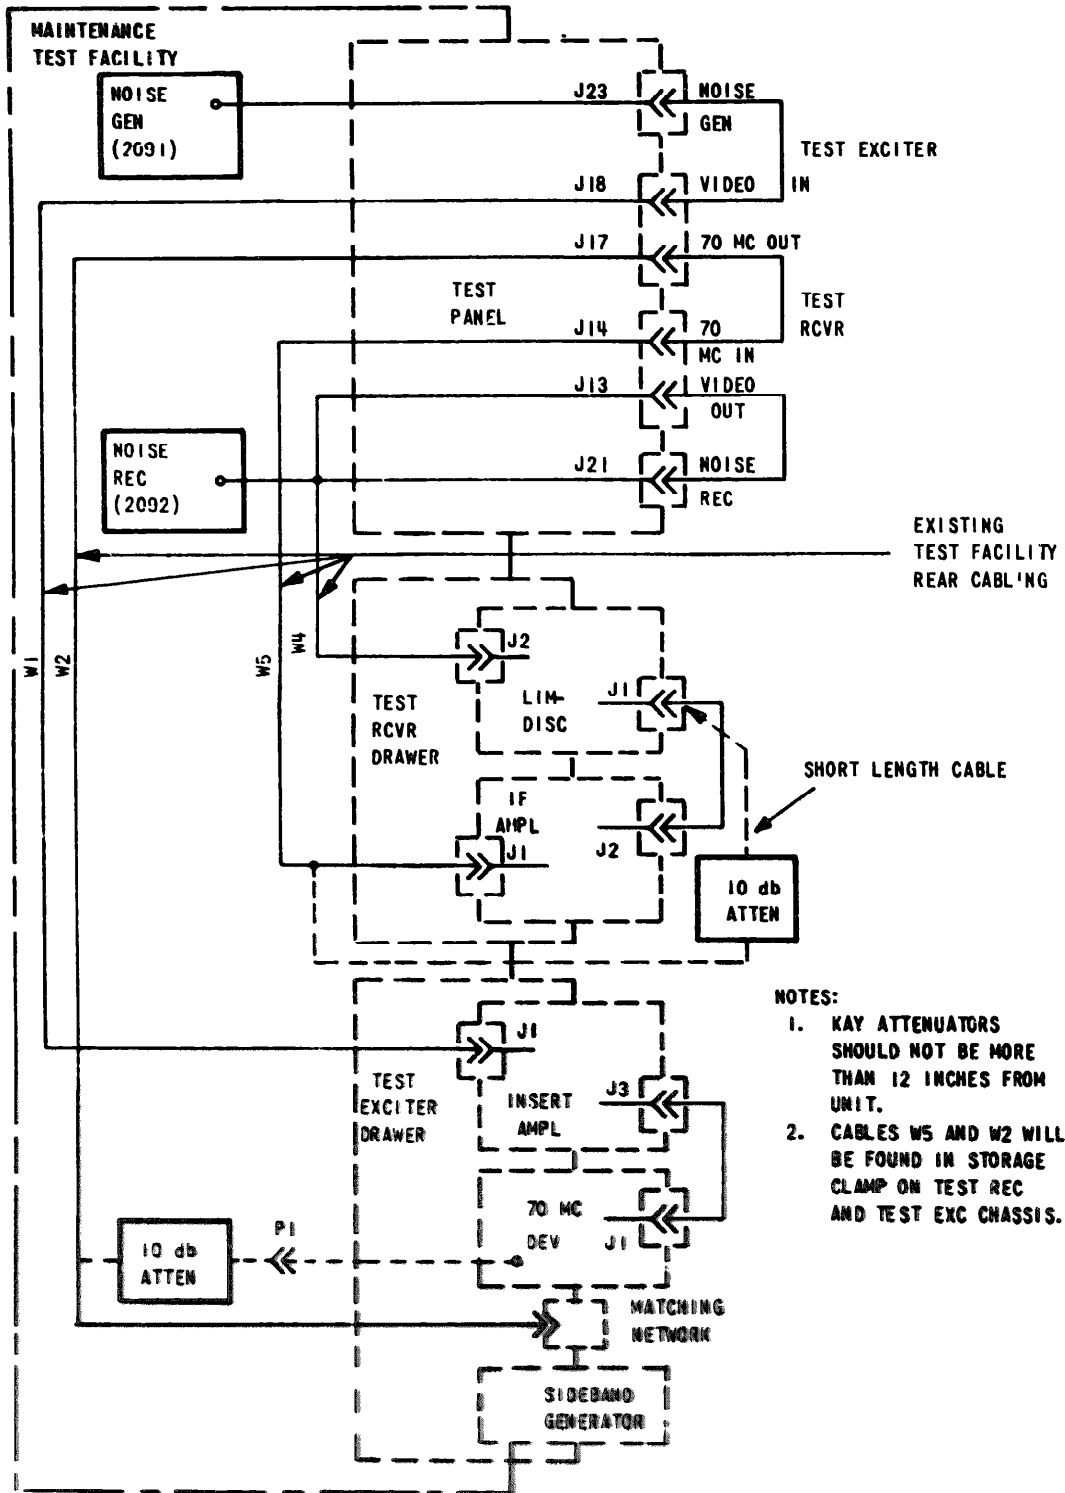 MAINTENANCE
TEST FACILITY
NOISE
GEN
(2091)
J23
NOISE
GEN
TEST EXCITER
J18
VIDEO IN
J17
70 MC OUT
TEST
PANEL
TEST
RCVR
J14
70
MC IN
J13
VIDEO
OUT
NOISE
REC
(2092)
J21
NOISE
REC
EXISTING
TEST FACILITY
REAR CABLING
W1
W2
W5
W4
J2
LIM-
DISC
J1
TEST
RCVR
DRAWER
SHORT LENGTH CABLE
IF
AMPL
J1
J2
10 db
ATTEN
NOTES:
1. KAY ATTENUATORS
SHOULD NOT BE MORE
THAN 12 INCHES FROM
UNIT.
2. CABLES W5 AND W2 WILL
BE FOUND IN STORAGE
CLAMP ON TEST REC
AND TEST EXC CHASSIS.
J1
TEST
EXCITER
DRAWER
INSERT
AMPL
J3
70 MC
DEV
J1
P1
10 db
ATTEN
MATCHING
NETWORK
SIDEBAND
GENERATOR